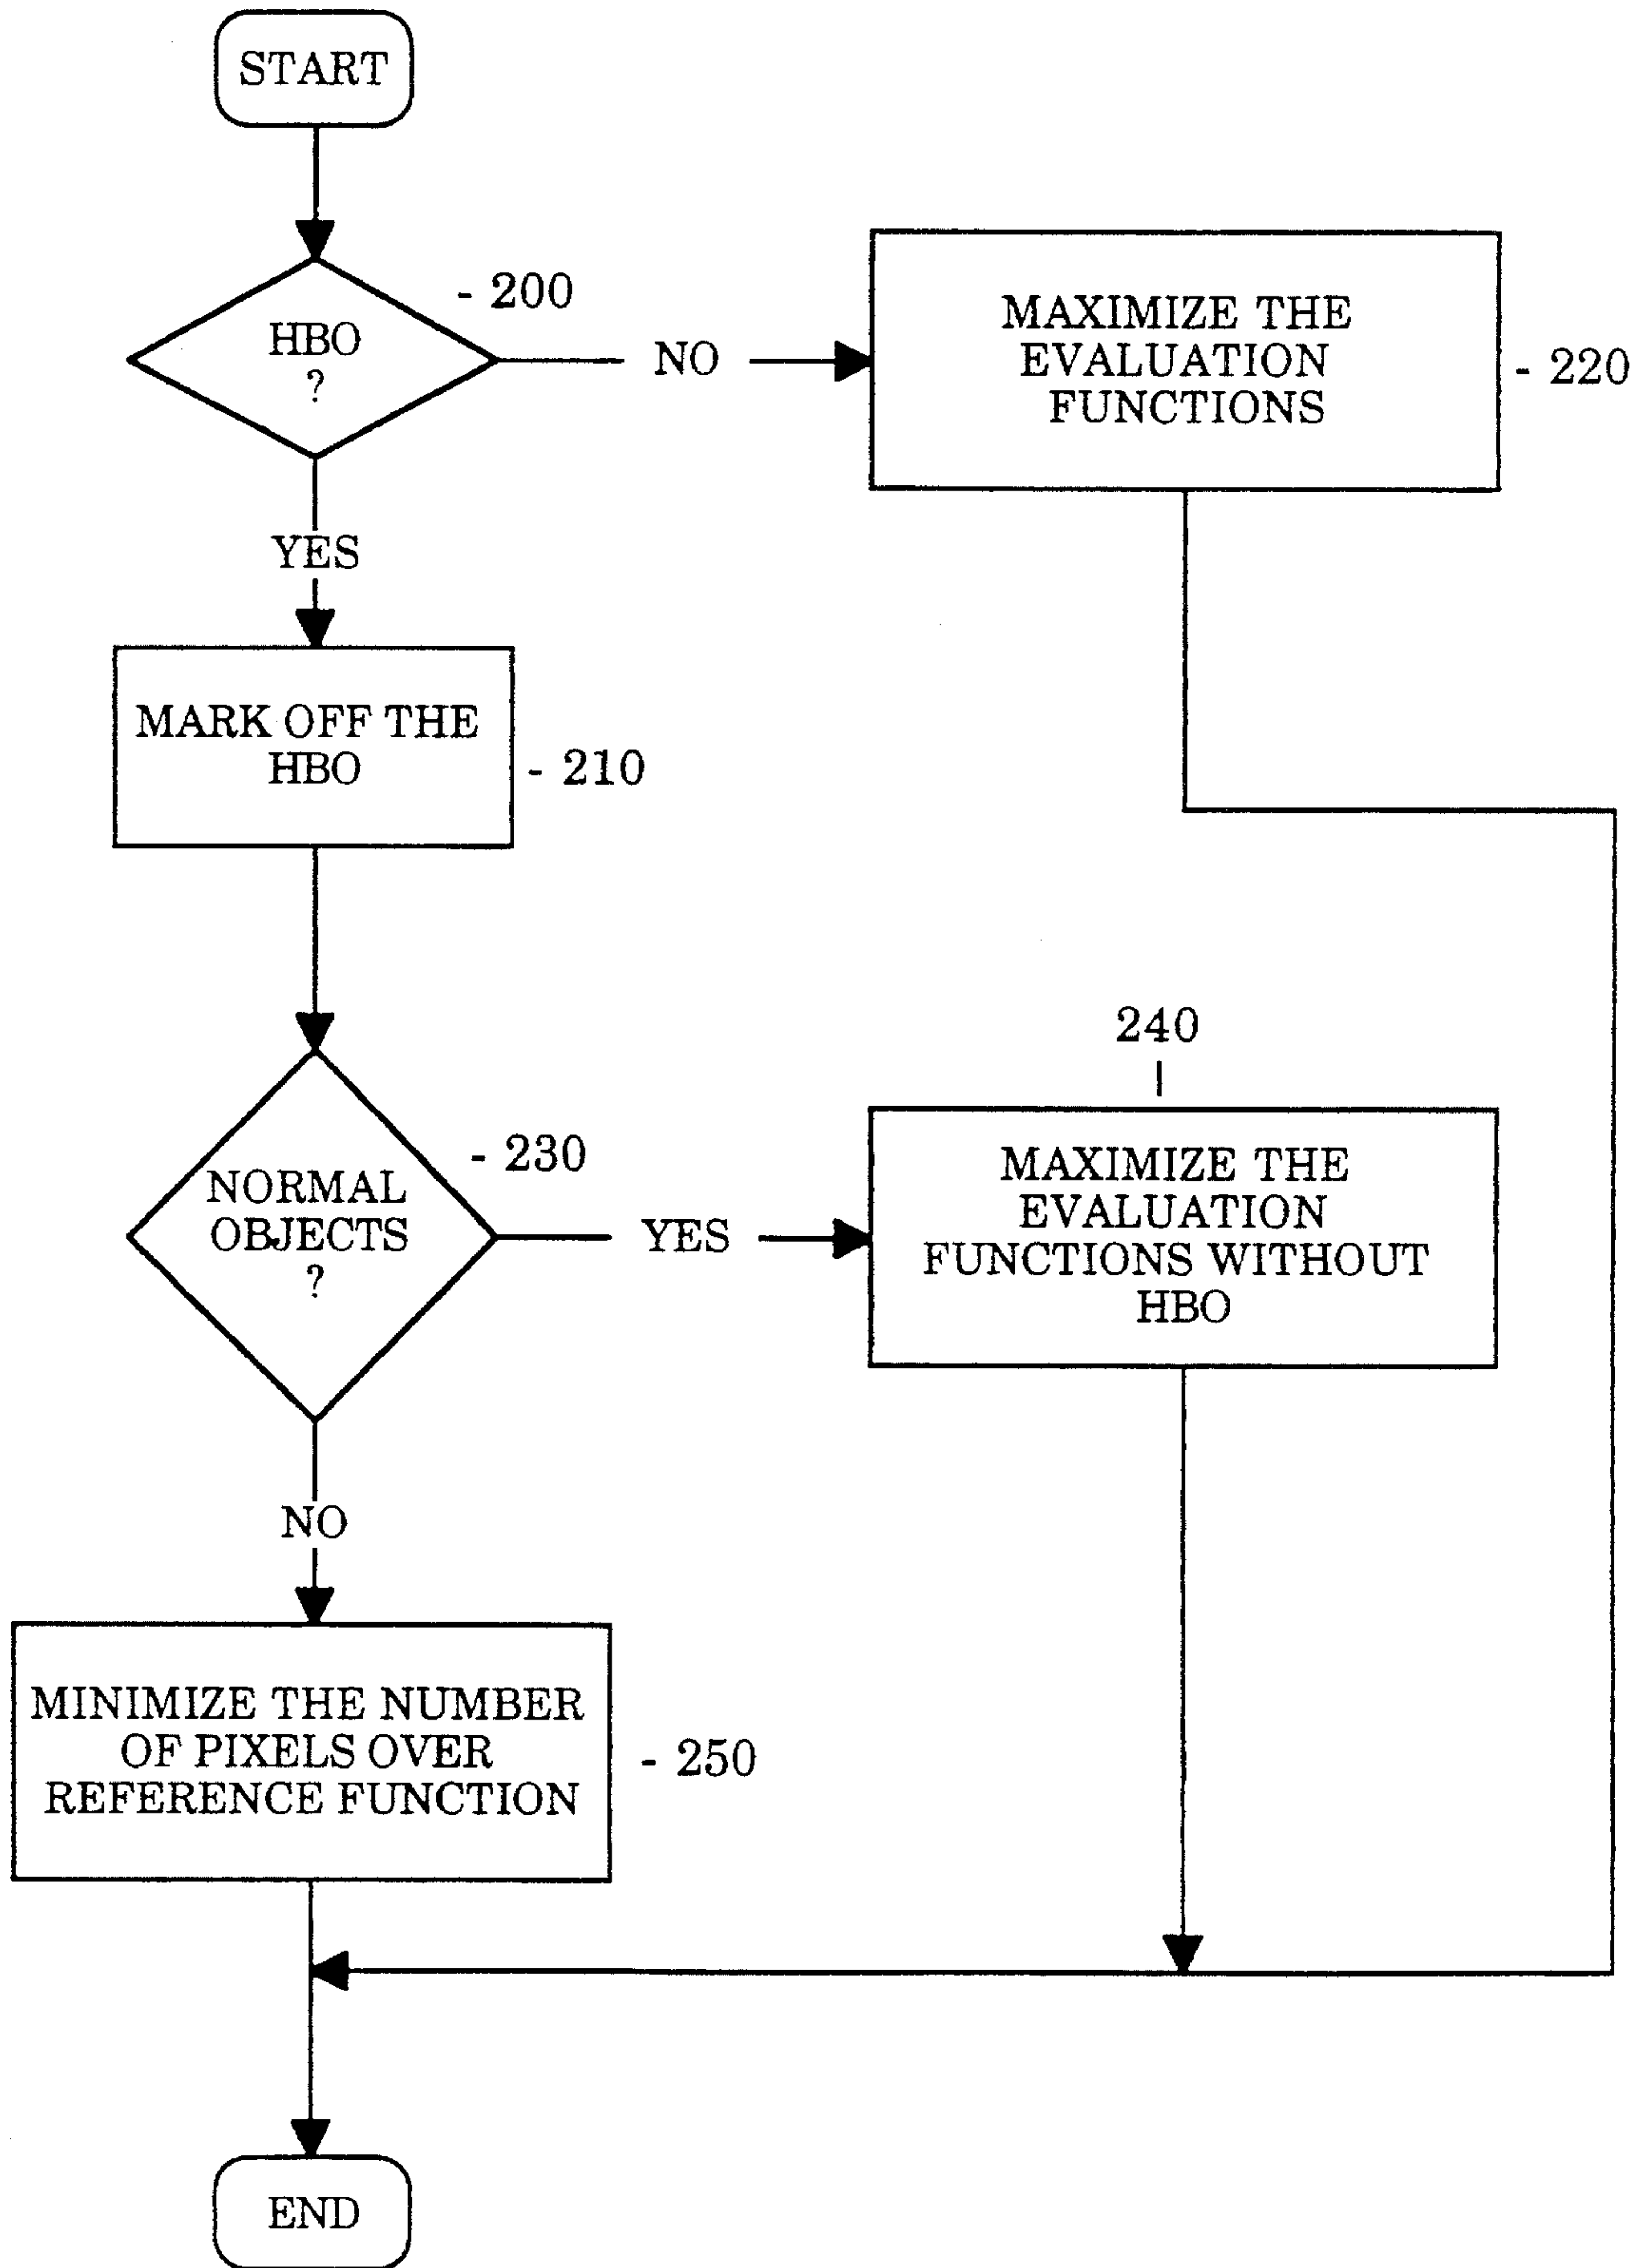 START
- 200
HBO
?
NO
MAXIMIZE THE
EVALUATION
FUNCTIONS
- 220
YES
MARK OFF THE
HBO
- 210
240
- 230
NORMAL
OBJECTS
?
YES
MAXIMIZE THE
EVALUATION
FUNCTIONS WITHOUT
HBO
NO
MINIMIZE THE NUMBER
OF PIXELS OVER
REFERENCE FUNCTION
- 250
END